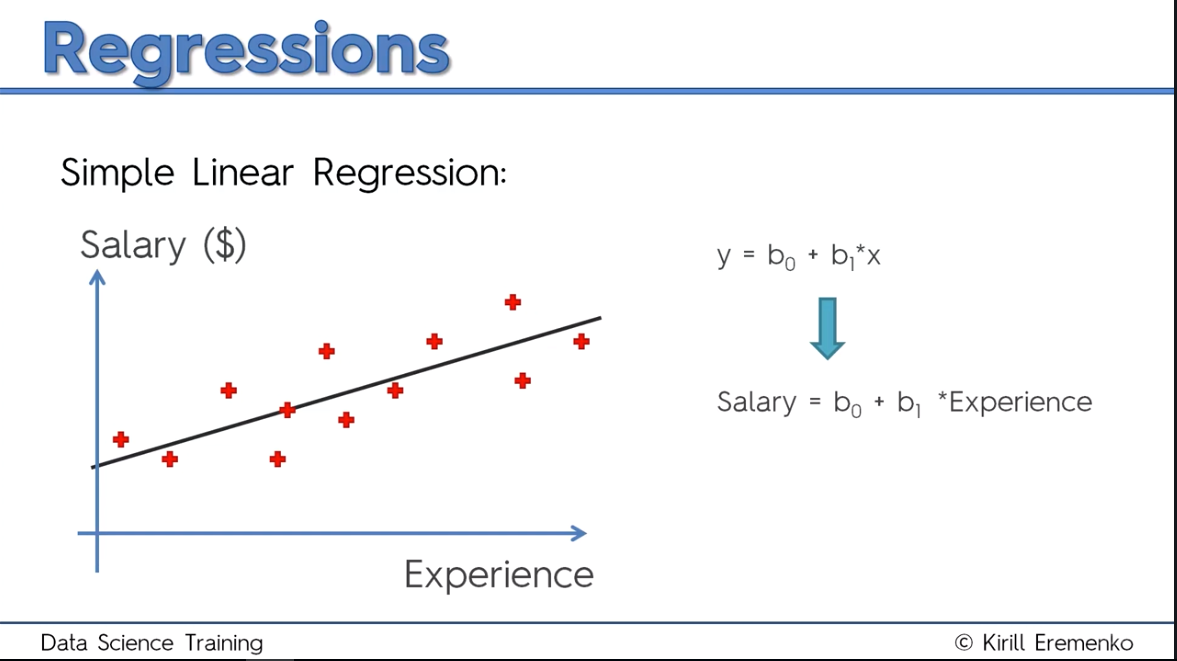 Regressions
Simple Linear Regression:
Salary ($)
y = b₀ + b₁*x
Salary = b₀ + b₁ *Experience
Experience
Data Science Training
© Kirill Eremenko